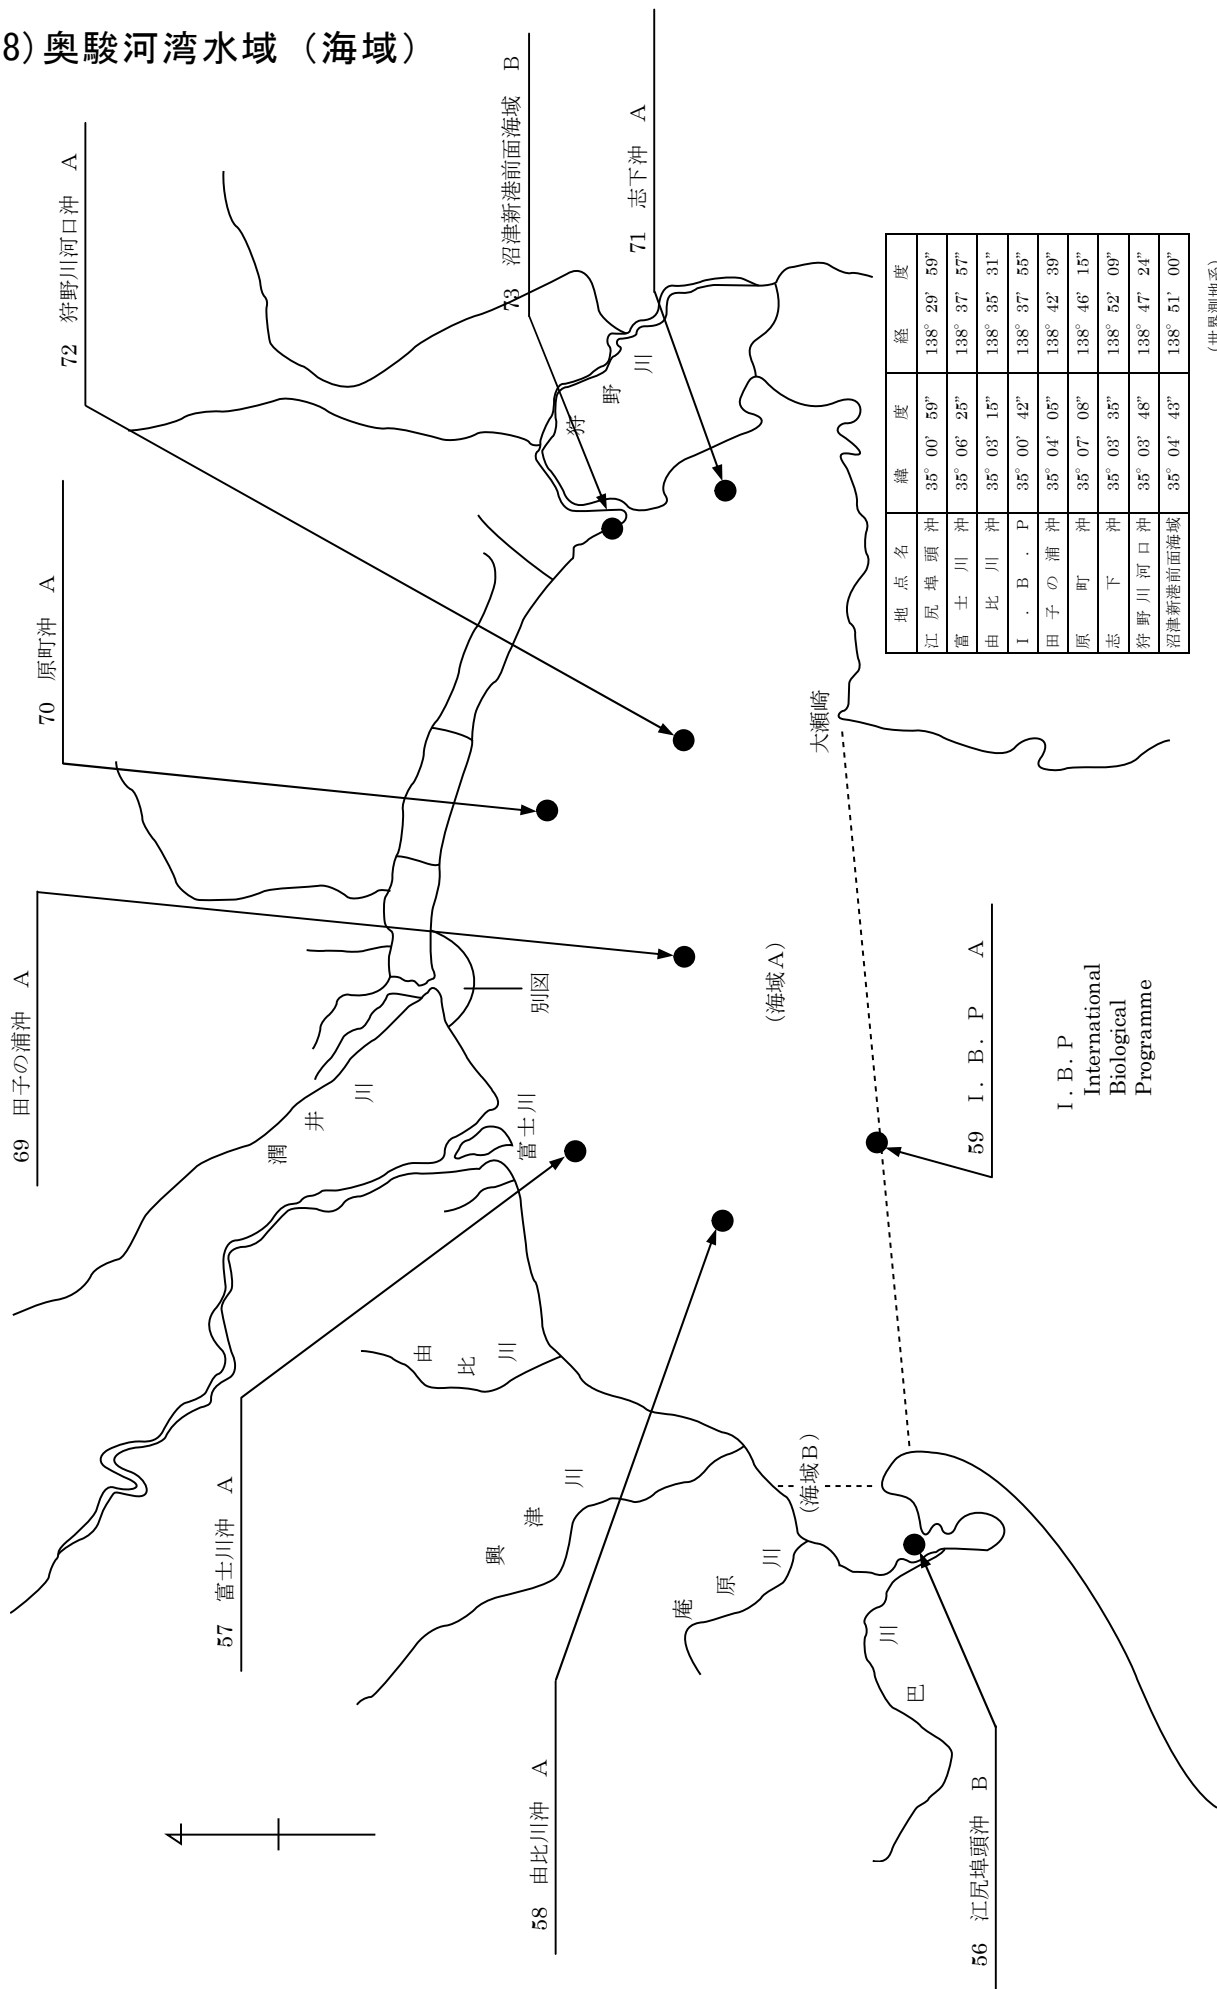 8)奥駿河湾水域（海域）
72　狩野川河口沖　A
73　沼津新港前面海域　B
71　志下沖　A
70　原町沖　A
69　田子の浦沖　A
57　富士川沖　A
58　由比川沖　A
56　江尻埠頭沖　B
59　I．B．P　A
I．B．P
International
Biological
Programme
狩野川
潤井川
富士川
由比川
興津川
庵原川
巴川
別図
大瀬崎
(海域A)
(海域B)
地点名　緯度　経度
江尻埠頭沖　35° 00’ 59”　138° 29’ 59”
富士川沖　35° 06’ 25”　138° 37’ 57”
由比川沖　35° 03’ 15”　138° 35’ 31”
I．B．P　35° 00’ 42”　138° 37’ 55”
田子の浦沖　35° 04’ 05”　138° 42’ 39”
原町沖　35° 07’ 08”　138° 46’ 15”
志下沖　35° 03’ 35”　138° 52’ 09”
狩野川河口沖　35° 03’ 48”　138° 47’ 24”
沼津新港前面海域　35° 04’ 43”　138° 51’ 00”